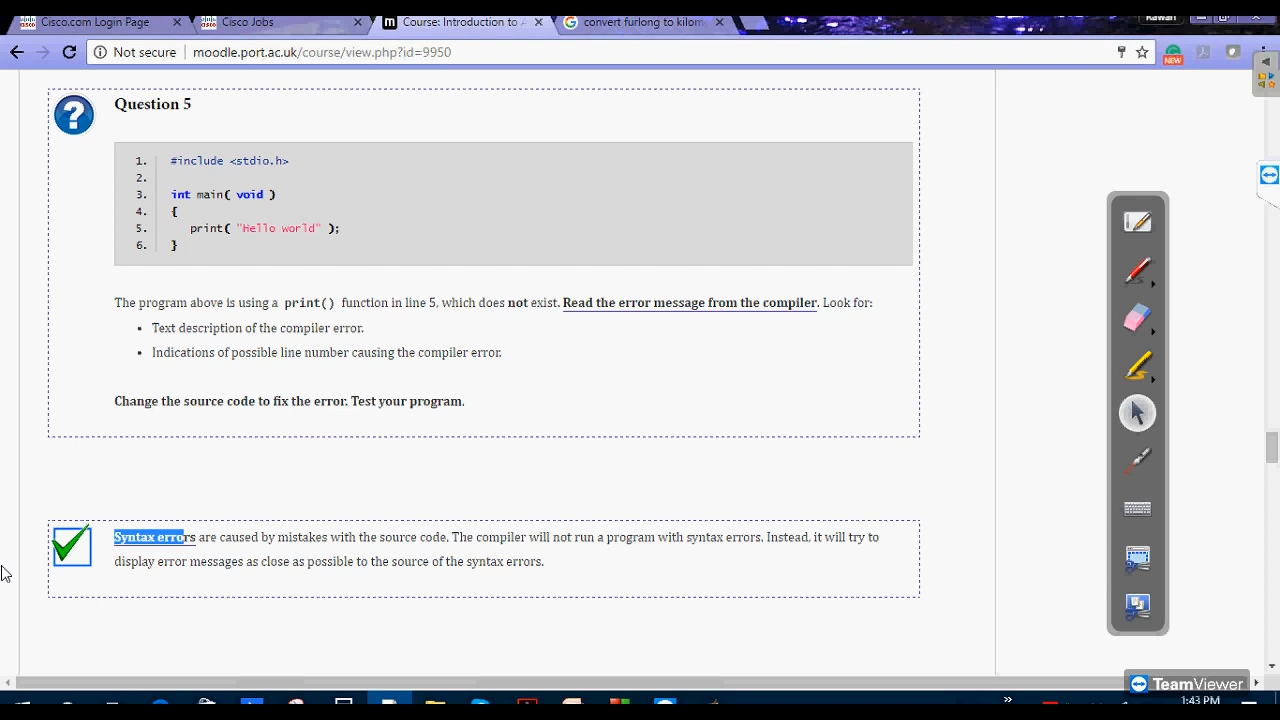 Cisco.com Login Page
Cisco Jobs
Course: Introduction to A
convert furlong to kilom
Rawan
Not secure
moodle.port.ac.uk/course/view.php?id=9950
NEW
Question 5
1. #include <stdio.h>
2.
3. int main( void )
4. {
5. print( "Hello world" );
6. }
The program above is using a print() function in line 5, which does not exist. Read the error message from the compiler. Look for:
• Text description of the compiler error.
• Indications of possible line number causing the compiler error.
Change the source code to fix the error. Test your program.
Syntax errors are caused by mistakes with the source code. The compiler will not run a program with syntax errors. Instead, it will try to
display error messages as close as possible to the source of the syntax errors.
TeamViewer
1:43 PM